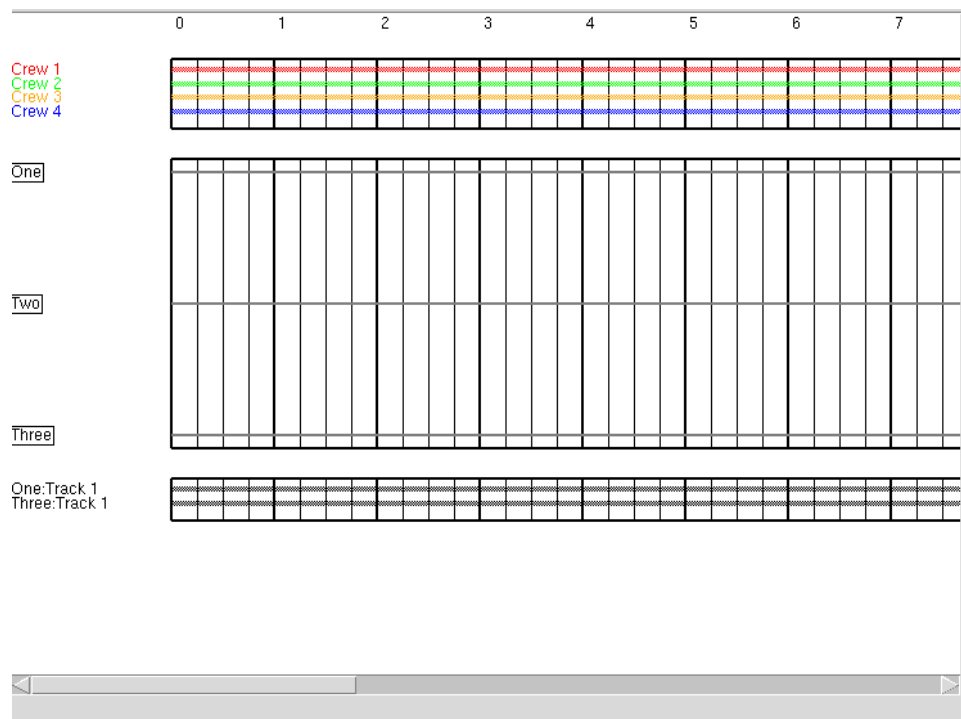 0 1 2 3 4 5 6 7
Crew 1
Crew 2
Crew 3
Crew 4
One
Two
Three
One:Track 1
Three:Track 1